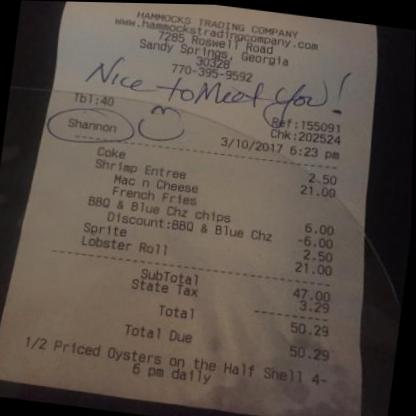 HAMMOCKS TRADING COMPANY
www.hammockstradingcompany.com
7285 Roswell Road
Sandy Springs, Georgia
30328
770-395-9592
Nice to Meet you!
Tbl:40 Ref:155091
Shannon Chk:202524
3/10/2017 6:23 pm
Coke 2.50
Shrimp Entree 21.00
Mac n Cheese
French Fries
BBQ & Blue Chz chips 6.00
Discount:BBQ & Blue Chz -6.00
Sprite 2.50
Lobster Roll 21.00
SubTotal 47.00
State Tax 3.29
Total 50.29
Total Due 50.29
1/2 Priced Oysters on the Half Shell 4-
6 pm daily